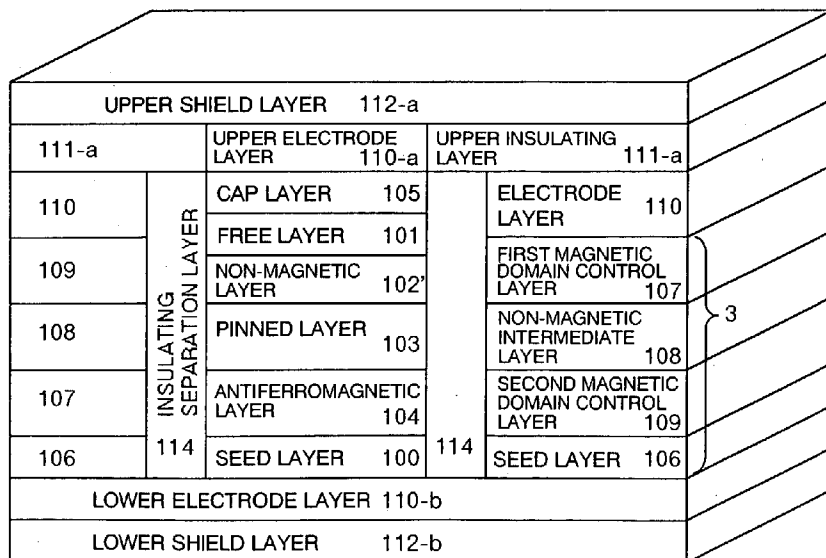 UPPER SHIELD LAYER 112-a
111-a
UPPER ELECTRODE
LAYER 110-a
UPPER INSULATING
LAYER 111-a
110
109
108
107
106
INSULATING
SEPARATION LAYER
114
CAP LAYER 105
FREE LAYER 101
NON-MAGNETIC
LAYER 102'
PINNED LAYER 103
ANTIFERROMAGNETIC
LAYER 104
SEED LAYER 100
114
ELECTRODE
LAYER 110
FIRST MAGNETIC
DOMAIN CONTROL
LAYER 107
NON-MAGNETIC
INTERMEDIATE
LAYER 108
SECOND MAGNETIC
DOMAIN CONTROL
LAYER 109
SEED LAYER 106
3
LOWER ELECTRODE LAYER 110-b
LOWER SHIELD LAYER 112-b